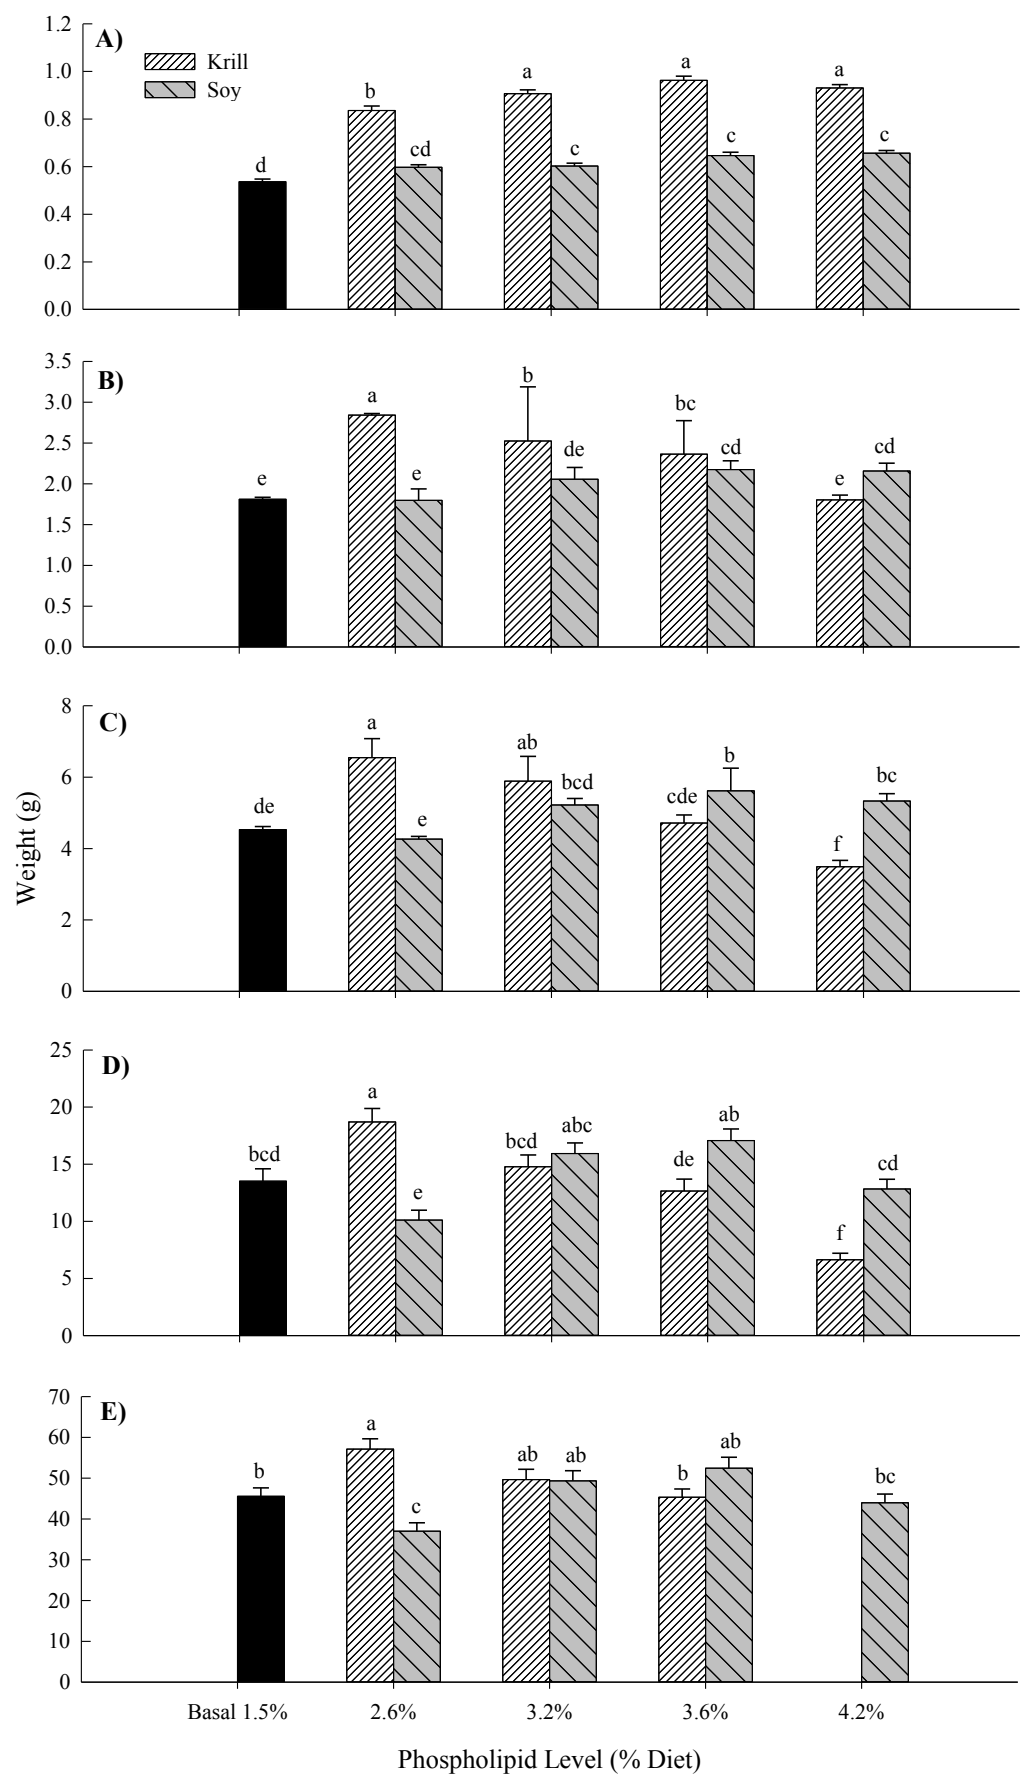 A)
1.2
1.0
0.8
0.6
0.4
0.2
0.0
Krill
Soy
d
b
cd
a
c
a
c
a
c
B)
3.5
3.0
2.5
2.0
1.5
1.0
0.5
0.0
e
a
e
b
de
bc
cd
e
cd
Weight (g)
C)
8
6
4
2
0
de
a
e
ab
bcd
cde
b
f
bc
D)
25
20
15
10
5
0
bcd
a
e
bcd
abc
de
ab
f
cd
E)
70
60
50
40
30
20
10
0
b
a
c
ab
ab
b
ab
bc
Basal 1.5% 2.6% 3.2% 3.6% 4.2%
Phospholipid Level (% Diet)